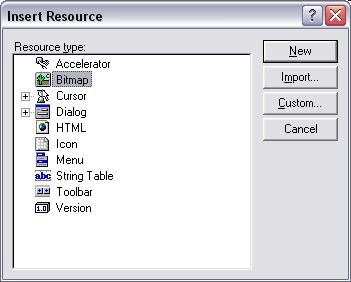 Insert Resource
Resource type:
Accelerator
Bitmap
Cursor
Dialog
HTML
Icon
Menu
abc String Table
Toolbar
1.0 Version
New
Import...
Custom...
Cancel